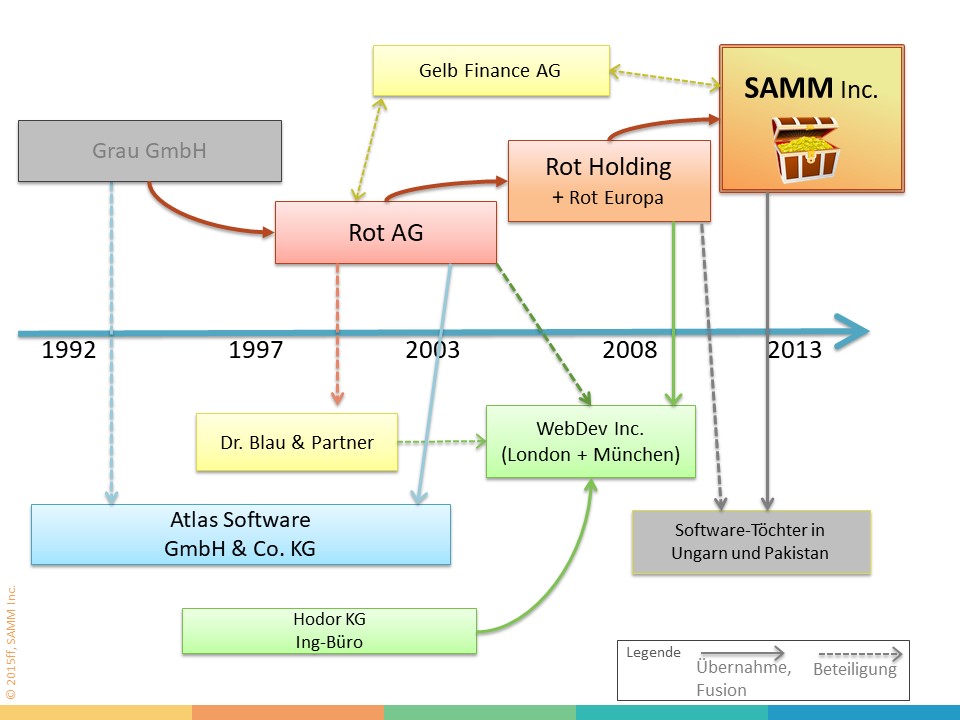 Gelb Finance AG
SAMM Inc.
Grau GmbH
Rot Holding
+ Rot Europa
Rot AG
1992
1997
2003
2008
2013
Dr. Blau & Partner
WebDev Inc.
(London + München)
Atlas Software
GmbH & Co. KG
Software-Töchter in
Ungarn und Pakistan
Hodor KG
Ing-Büro
Legende
Übernahme,
Fusion
Beteiligung
© 2015ff, SAMM Inc.